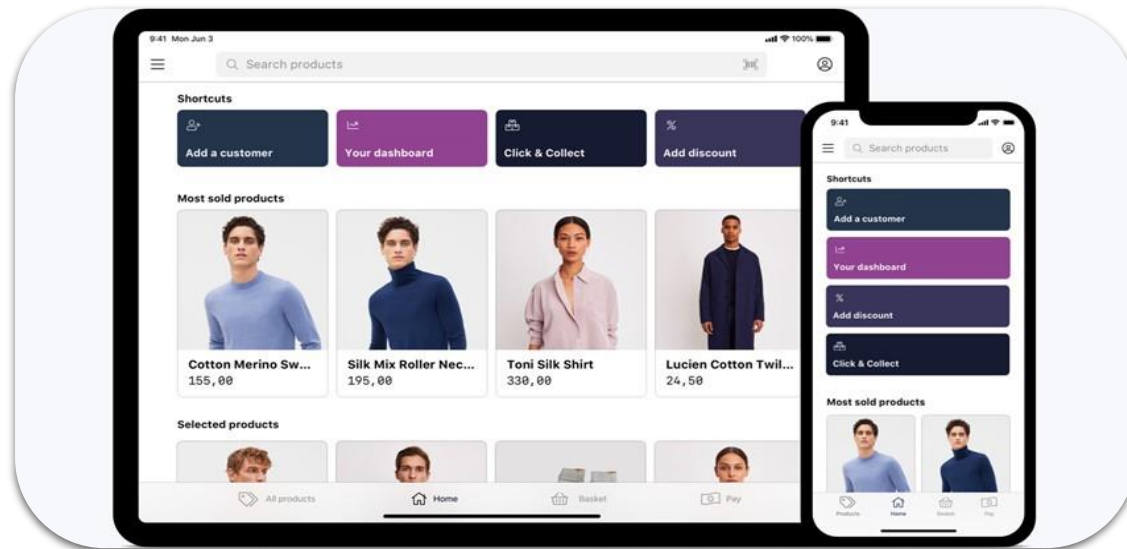 9:41 Mon Jun 3
100%
Search products
Shortcuts
Add a customer
Your dashboard
Click & Collect
Add discount
Most sold products
Cotton Merino Sw...
155,00
Silk Mix Roller Nec...
195,00
Toni Silk Shirt
330,00
Lucien Cotton Twil...
24,50
Selected products
All products
Home
Basket
Pay
9:41
Search products
Shortcuts
Add a customer
Your dashboard
Add discount
Click & Collect
Most sold products
Products
Home
Basket
Pay